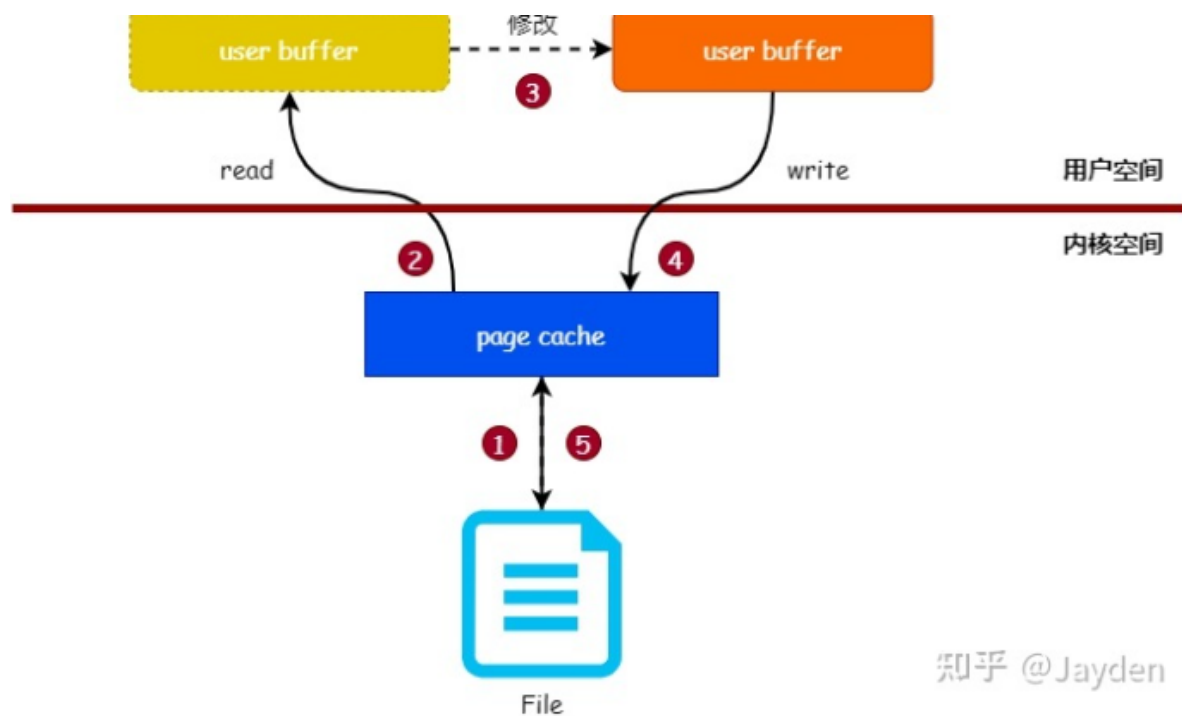 修改
user buffer
user buffer
3
read
write
用户空间
内核空间
2
4
page cache
1
5
File
知乎 @Jayden